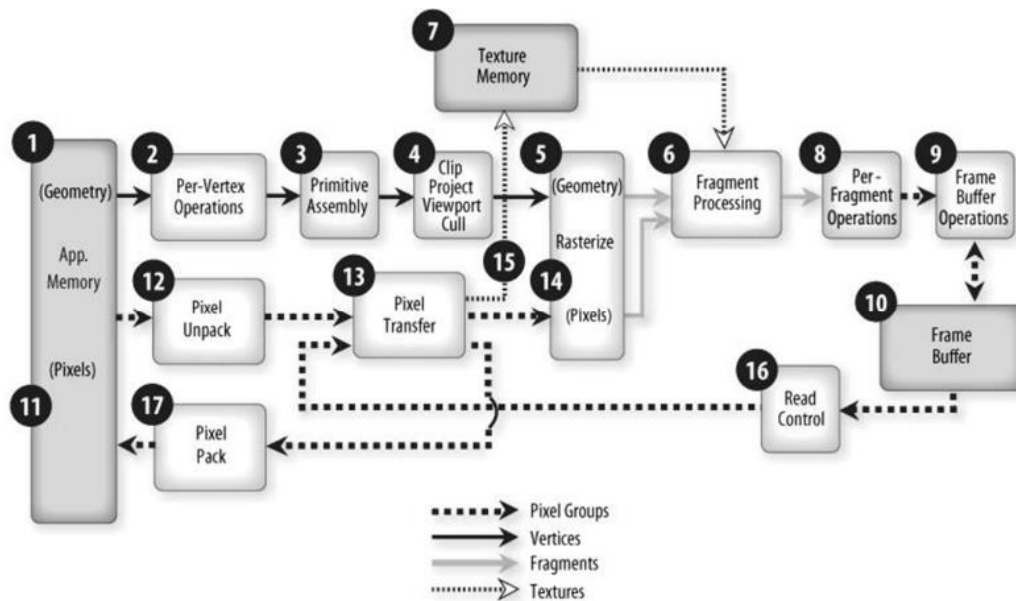 7
Texture
Memory
1
(Geometry)
App.
Memory
(Pixels)
11
2
Per-Vertex
Operations
3
Primitive
Assembly
4
Clip
Project
Viewport
Cull
5
(Geometry)
Rasterize
14
(Pixels)
6
Fragment
Processing
8
Per-
Fragment
Operations
9
Frame
Buffer
Operations
12
Pixel
Unpack
13
Pixel
Transfer
15
10
Frame
Buffer
16
Read
Control
17
Pixel
Pack
Pixel Groups
Vertices
Fragments
Textures